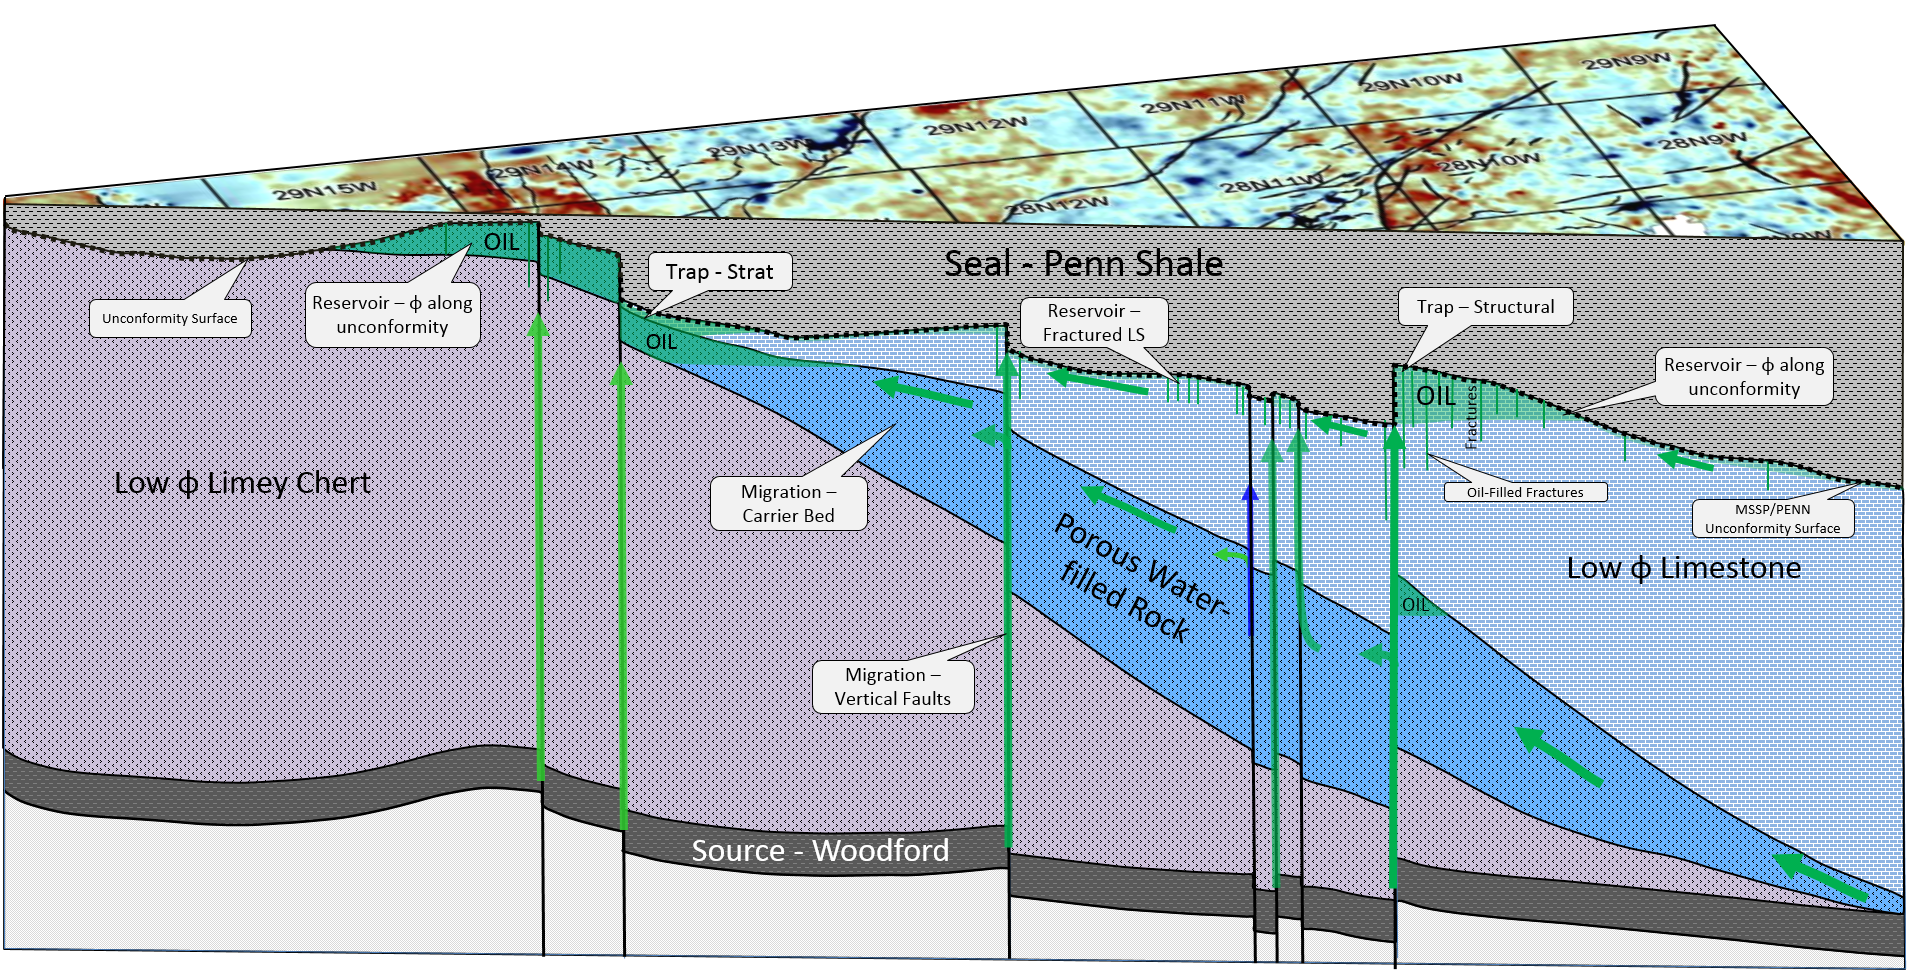 29N9W
29N10W
29N11W
29N12W
29N13W
29N14W
29N15W
28N9W
28N10W
28N11W
28N12W
OIL
Seal - Penn Shale
Trap - Strat
Unconformity Surface
Reservoir – ϕ along
unconformity
Reservoir –
Fractured LS
Trap – Structural
OIL
OIL
Fractures
Reservoir – ϕ along
unconformity
Low ϕ Limey Chert
Migration –
Carrier Bed
Oil-Filled Fractures
MSSP/PENN
Unconformity Surface
Porous Water-
filled Rock
Low ϕ Limestone
OIL
Migration –
Vertical Faults
Source - Woodford